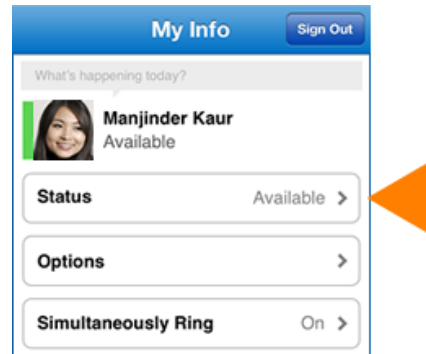 My Info
Sign Out
What's happening today?
Manjinder Kaur
Available
Status Available
Options
Simultaneously Ring On